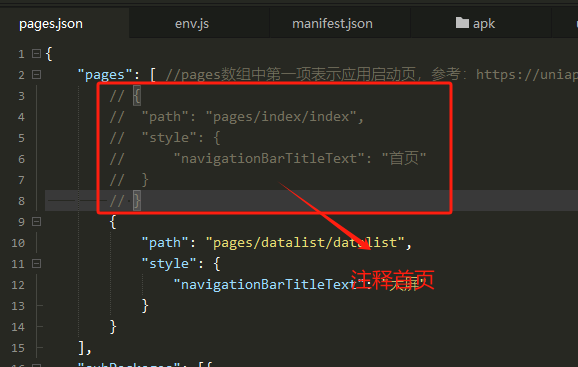 pages.json env.js manifest.json apk
1 {
2 "pages": [ //pages数组中第一项表示应用启动页，参考：https://uniap
3 // {
4 // "path": "pages/index/index",
5 // "style": {
6 // "navigationBarTitleText": "首页"
7 // }
8 // }
9 {
10 "path": "pages/datalist/datalist",
11 "style": {
12 "navigationBarTitleText": "大屏"
注释首页
13 }
14 }
15 ],